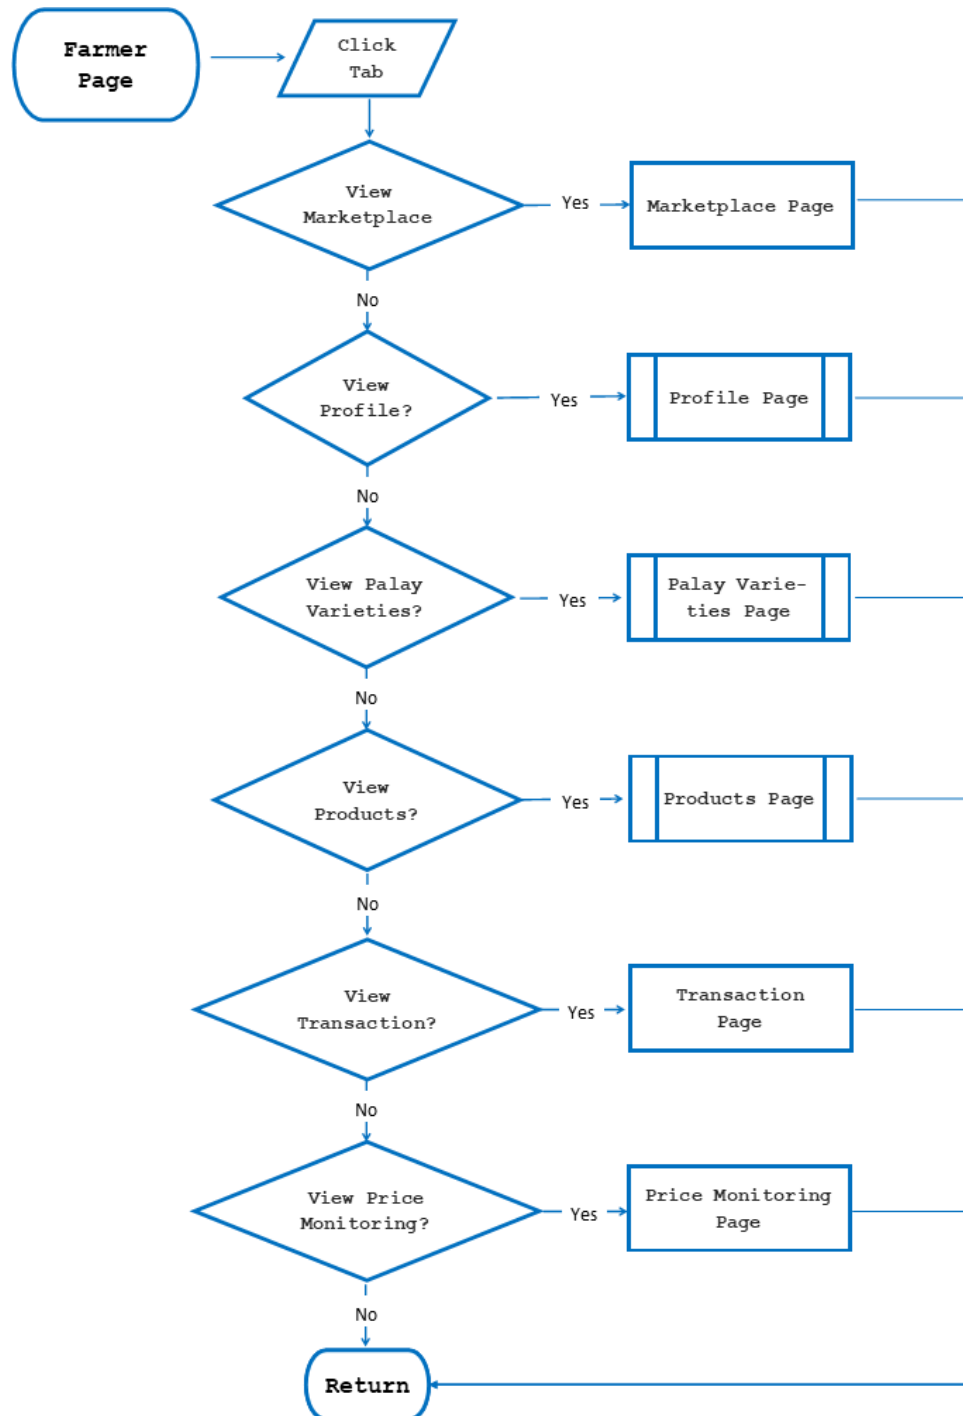 Farmer
Page
Click
Tab
View
Marketplace
Yes
Marketplace Page
No
View
Profile?
Yes
Profile Page
No
View Palay
Varieties?
Yes
Palay Varie-
ties Page
No
View
Products?
Yes
Products Page
No
View
Transaction?
Yes
Transaction
Page
No
View Price
Monitoring?
Yes
Price Monitoring
Page
No
Return